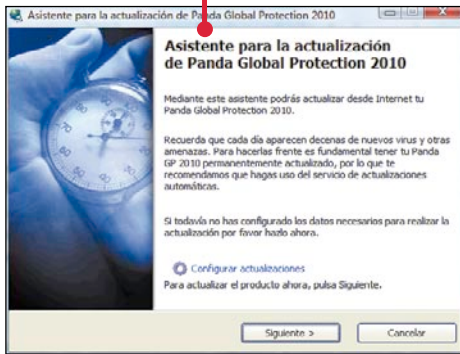 Asistente para la actualización de Panda Global Protection 2010
Asistente para la actualización
de Panda Global Protection 2010
Mediante este asistente podrás actualizar desde Internet tu
Panda Global Protection 2010.
Recuerda que cada día aparecen decenas de nuevos virus y otras
amenazas. Para hacerlas frente es fundamental tener tu Panda
GP 2010 permanentemente actualizado, por lo que te
recomendamos que hagas uso del servicio de actualizaciones
automáticas.
Si todavía no has configurado los datos necesarios para realizar la
actualización por favor hazlo ahora.
Configurar actualizaciones
Para actualizar el producto ahora, pulsa Siguiente.
Siguiente >
Cancelar